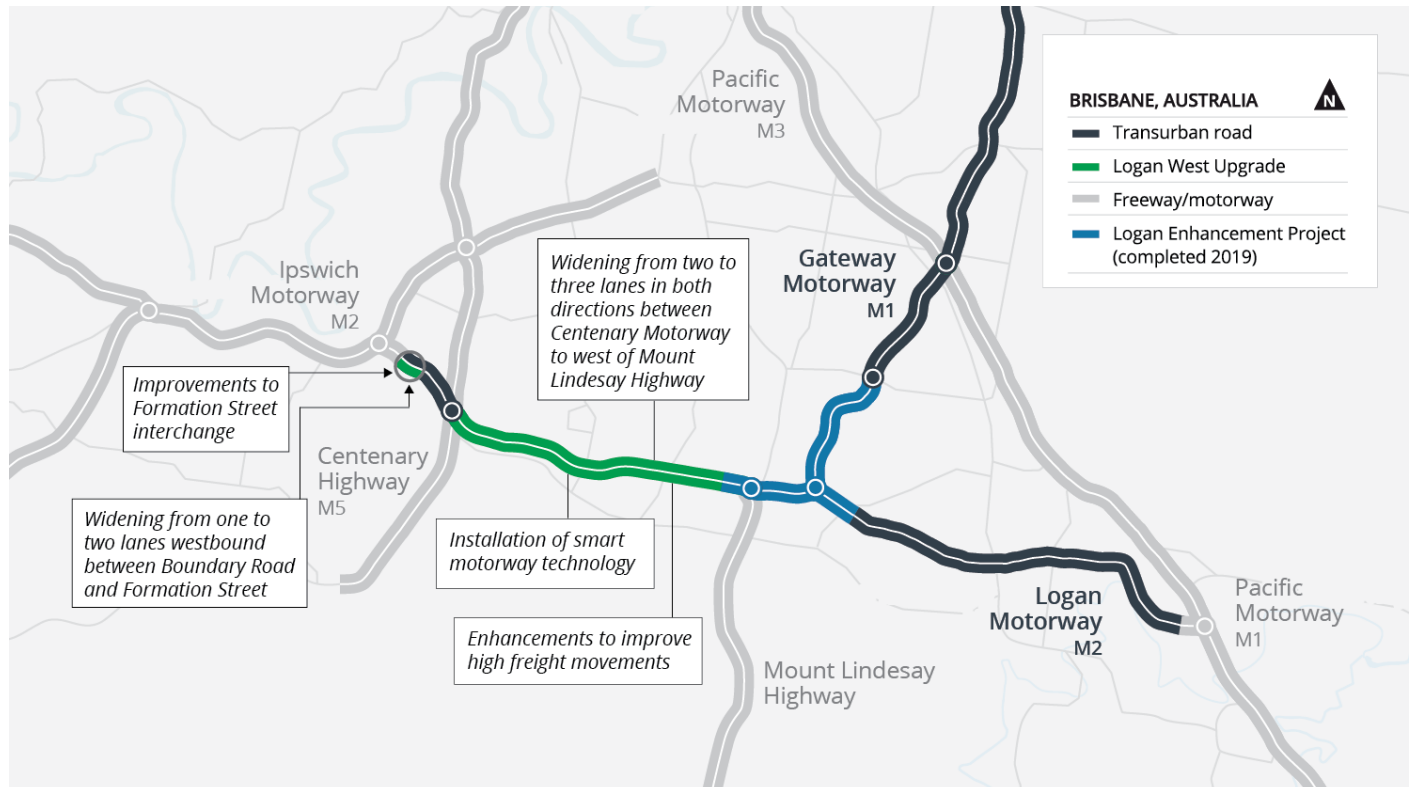 Pacific
Motorway
M3
BRISBANE, AUSTRALIA
N
Transurban road
Logan West Upgrade
Freeway/motorway
Logan Enhancement Project
(completed 2019)
Ipswich
Motorway
M2
Widening from two to
three lanes in both
directions between
Centenary Motorway
to west of Mount
Lindesay Highway
Gateway
Motorway
M1
Improvements to
Formation Street
interchange
Centenary
Highway
M5
Widening from one to
two lanes westbound
between Boundary Road
and Formation Street
Installation of smart
motorway technology
Enhancements to improve
high freight movements
Logan
Motorway
M2
Pacific
Motorway
M1
Mount Lindesay
Highway